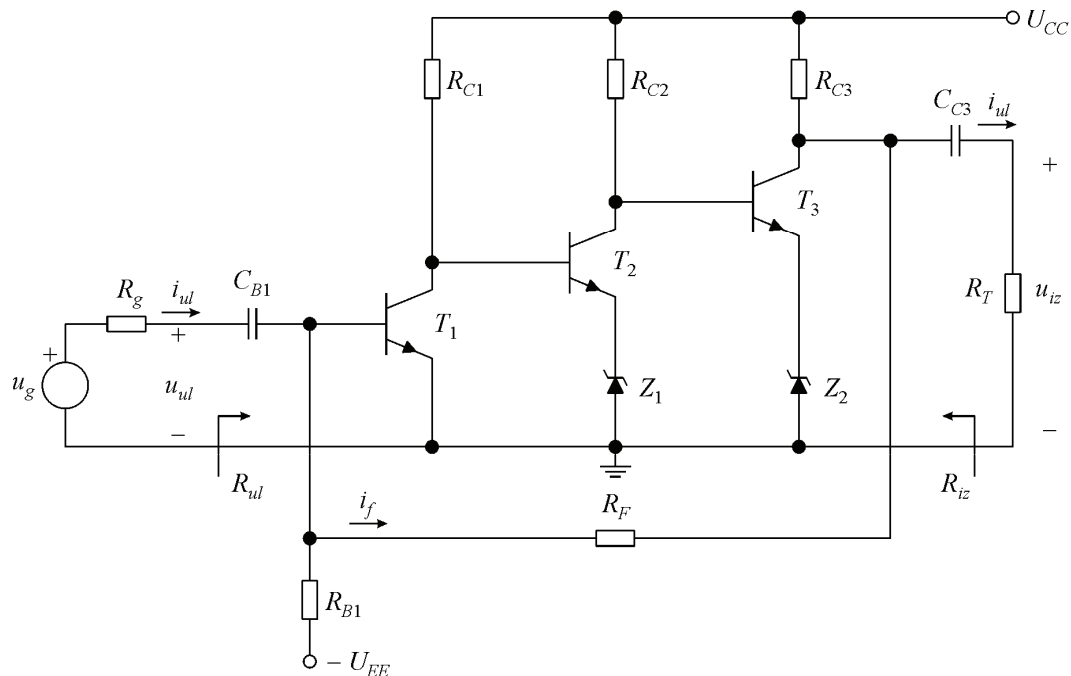 U_CC
R_C1
R_C2
R_C3
C_C3
i_ul
+
T_3
T_2
C_B1
R_g
i_ul
T_1
R_T
u_iz
+
+
u_g
u_ul
Z_1
Z_2
–
–
R_ul
R_iz
i_f
R_F
R_B1
– U_EE